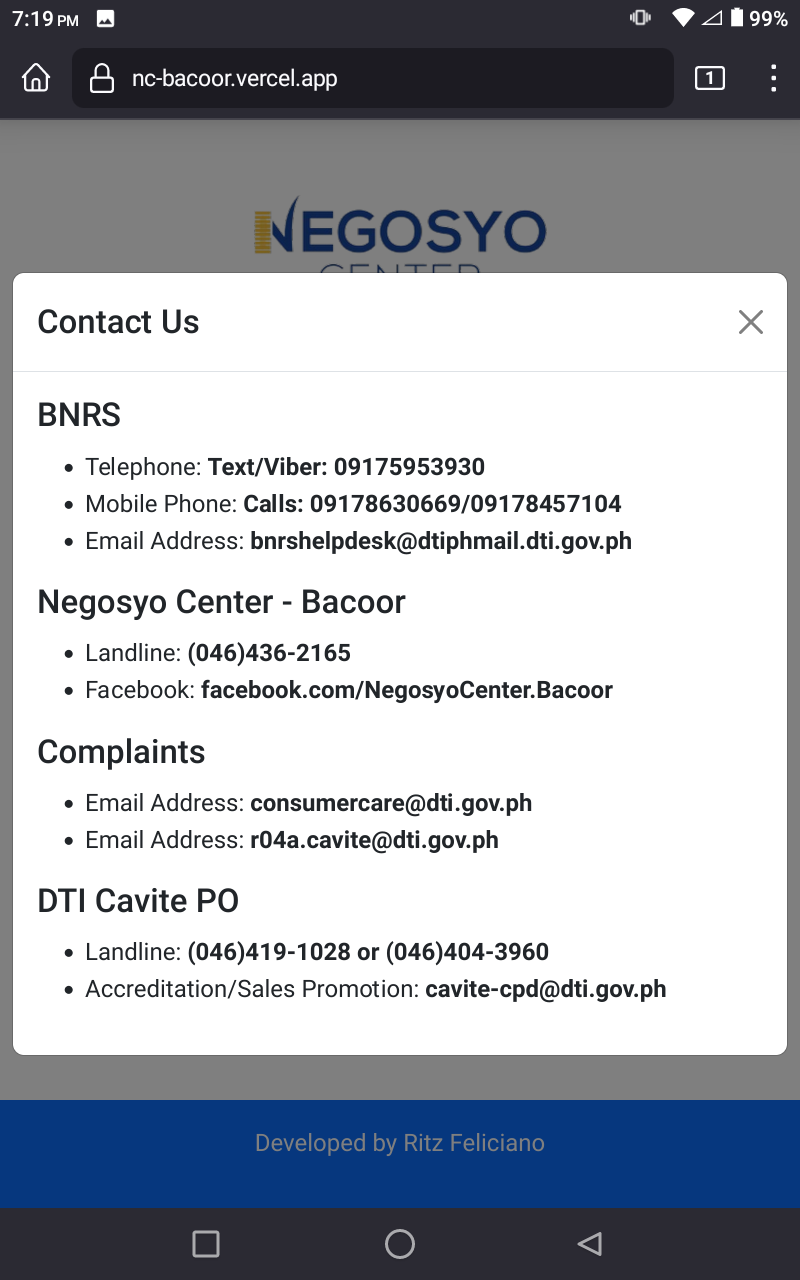 7:19 PM
99%
nc-bacoor.vercel.app
1
NEGOSYO
CENTER
Contact Us
BNRS
Telephone: Text/Viber: 09175953930
Mobile Phone: Calls: 09178630669/09178457104
Email Address: bnrshelpdesk@dtiphmail.dti.gov.ph
Negosyo Center - Bacoor
Landline: (046)436-2165
Facebook: facebook.com/NegosyoCenter.Bacoor
Complaints
Email Address: consumercare@dti.gov.ph
Email Address: r04a.cavite@dti.gov.ph
DTI Cavite PO
Landline: (046)419-1028 or (046)404-3960
Accreditation/Sales Promotion: cavite-cpd@dti.gov.ph
Developed by Ritz Feliciano